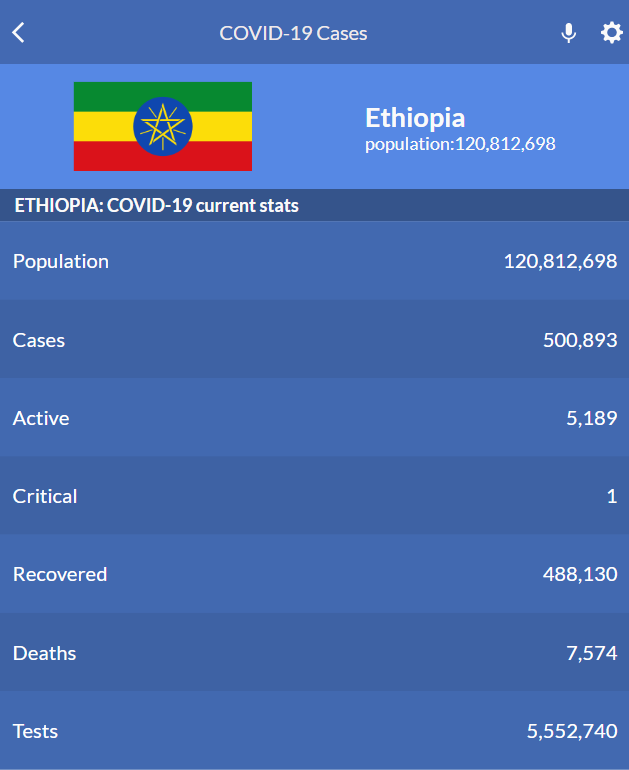 COVID-19 Cases
Ethiopia
population:120,812,698
ETHIOPIA: COVID-19 current stats
Population 120,812,698
Cases 500,893
Active 5,189
Critical 1
Recovered 488,130
Deaths 7,574
Tests 5,552,740